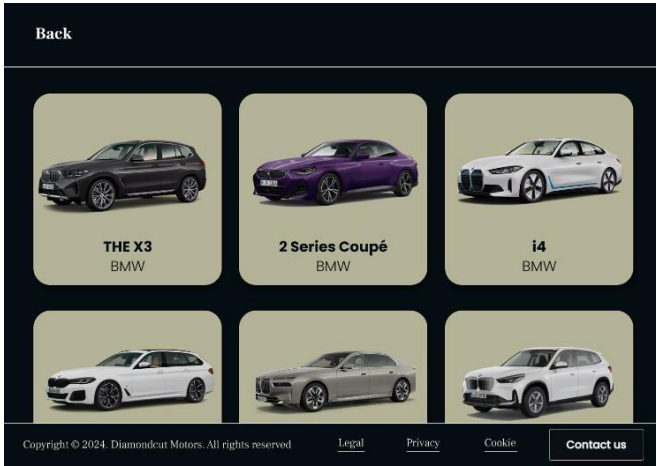 Back
THE X3
BMW
2 Series Coupé
BMW
i4
BMW
Copyright © 2024. Diamondcut Motors. All rights reserved
Legal
Privacy
Cookie
Contact us